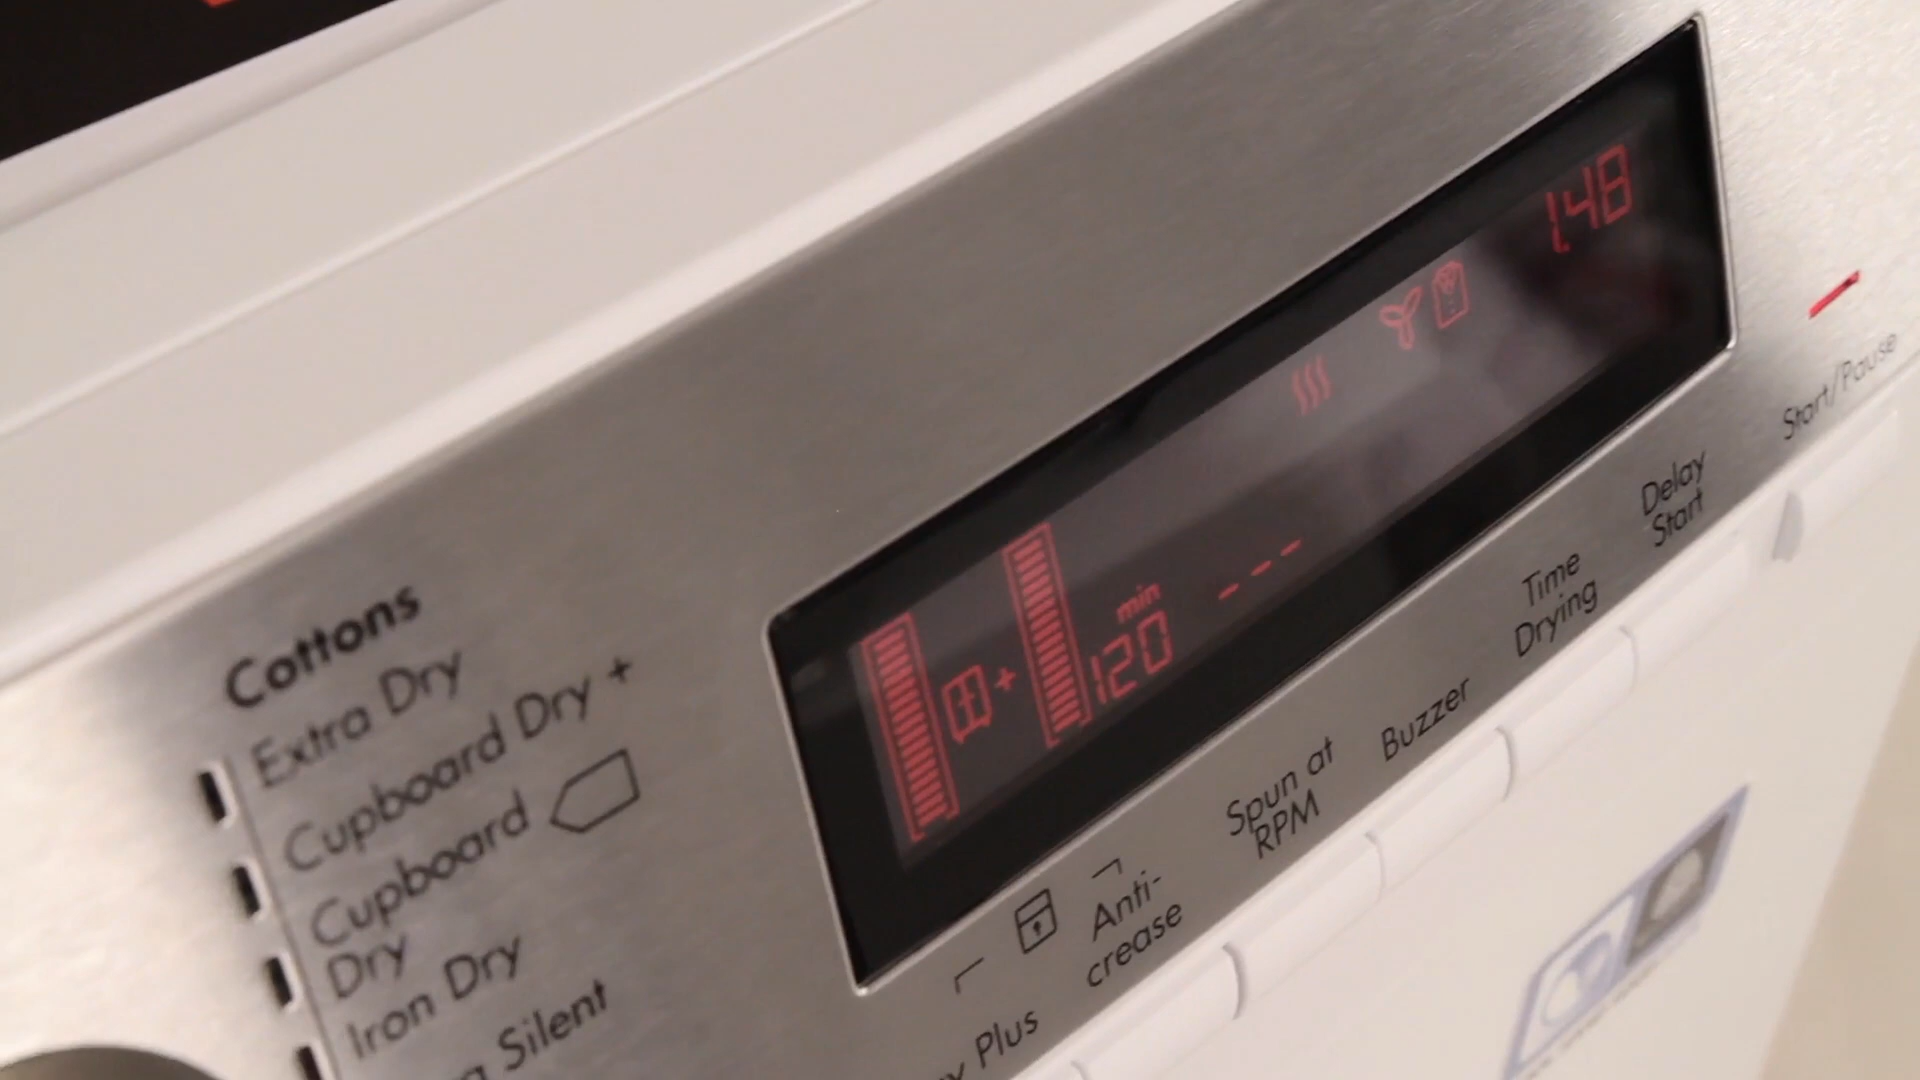 Cottons
Extra Dry
Cupboard Dry +
Cupboard
Dry
Iron Dry
Silent
1.48
min
120
- - -
Plus
Anti-
crease
Spun at
RPM
Buzzer
Time
Drying
Delay
Start
Start/Pause